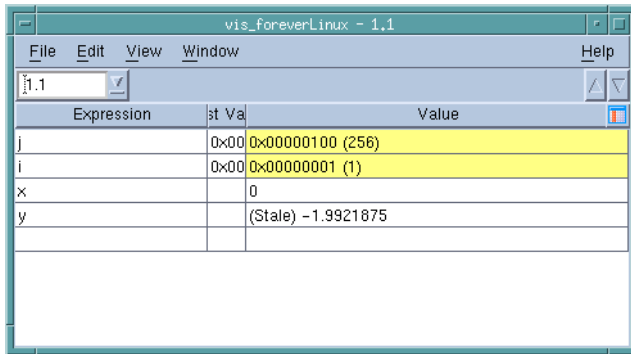 vis_foreverLinux - 1.1
File Edit View Window Help
1.1
Expression st Va Value
j 0x00 0x00000100 (256)
i 0x00 0x00000001 (1)
x 0
y (Stale) -1.9921875